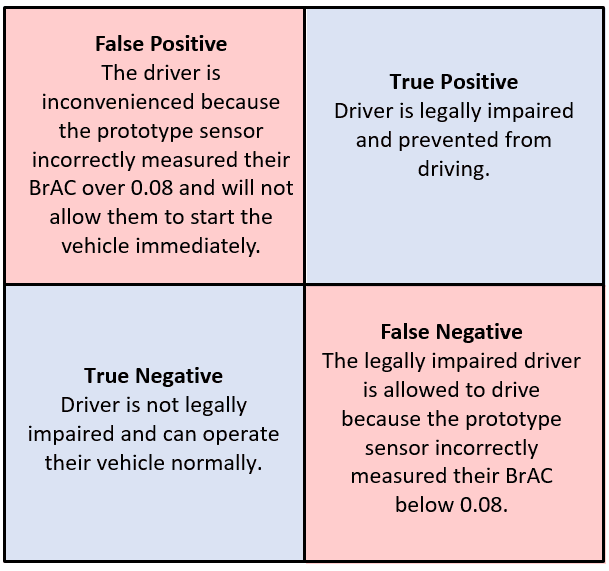 False Positive
The driver is
inconvenienced because
the prototype sensor
incorrectly measured their
BrAC over 0.08 and will not
allow them to start the
vehicle immediately.
True Positive
Driver is legally impaired
and prevented from
driving.
True Negative
Driver is not legally
impaired and can operate
their vehicle normally.
False Negative
The legally impaired driver
is allowed to drive
because the prototype
sensor incorrectly
measured their BrAC
below 0.08.